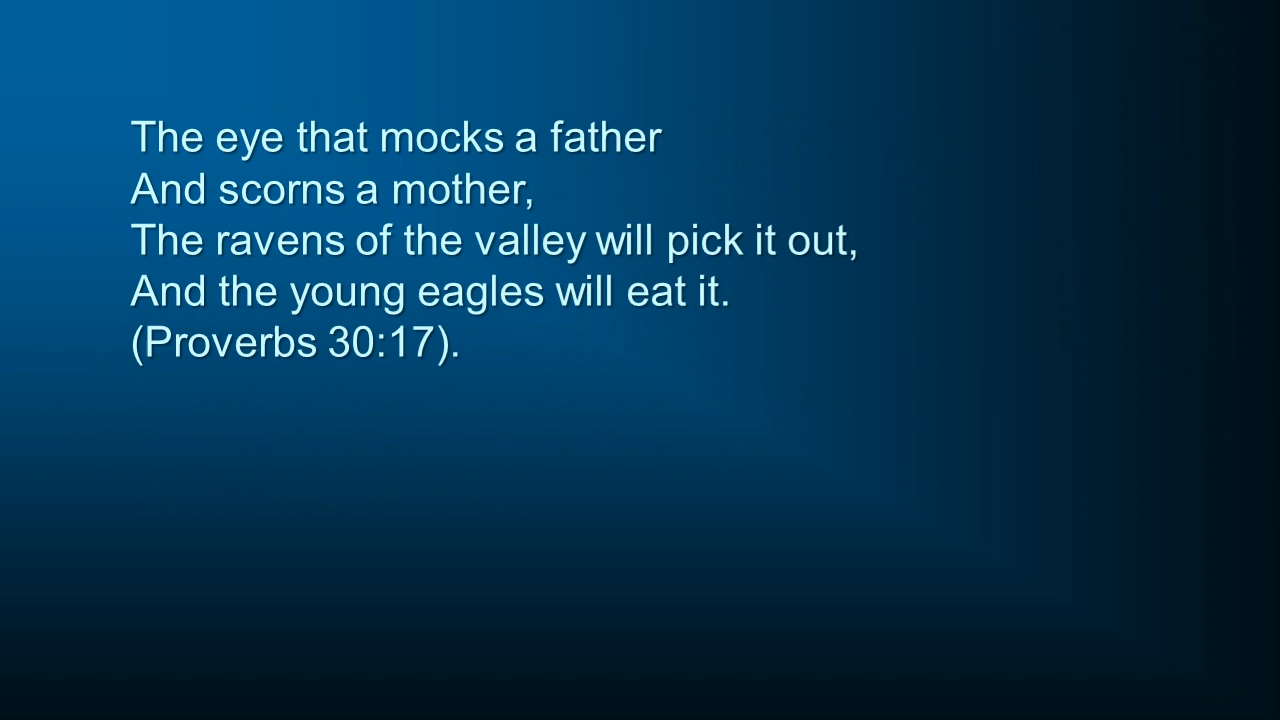 The eye that mocks a father
And scorns a mother,
The ravens of the valley will pick it out,
And the young eagles will eat it.
(Proverbs 30:17).